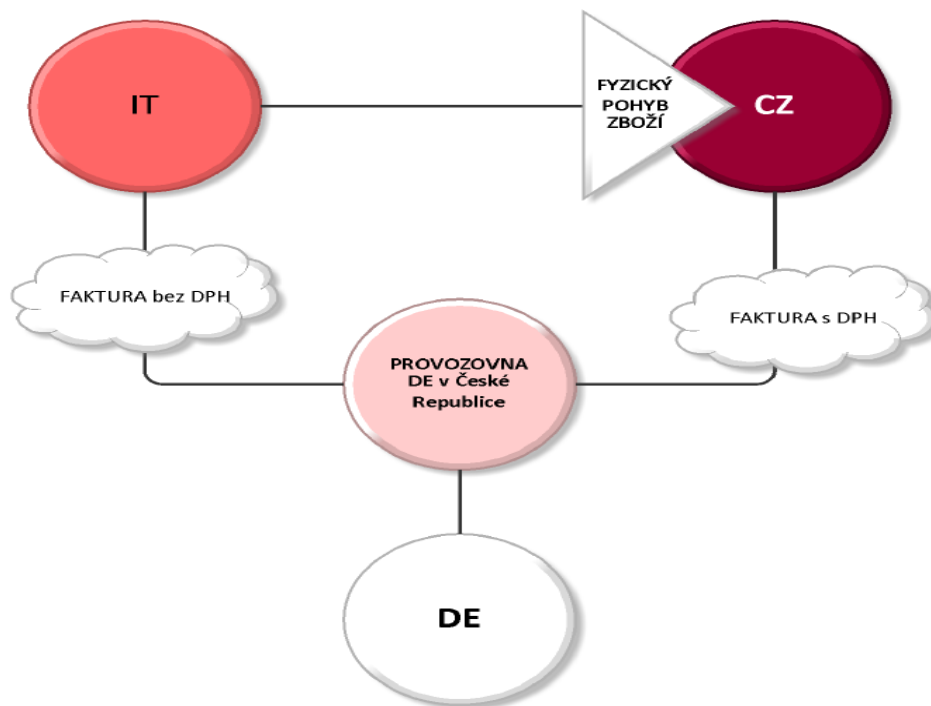 IT
FYZICKÝ
POHYB
ZBOŽÍ
CZ
FAKTURA bez DPH
FAKTURA s DPH
PROVOZOVNA
DE v České
Republice
DE